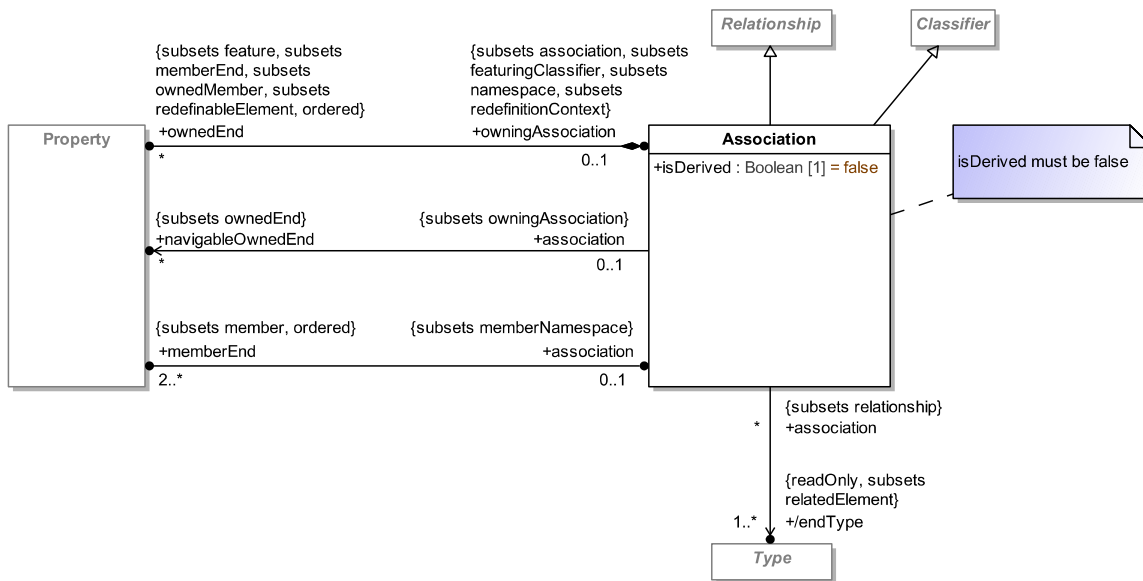 Relationship
Classifier
{subsets feature, subsets
memberEnd, subsets
ownedMember, subsets
redefinableElement, ordered}
+ownedEnd
*
{subsets association, subsets
featuringClassifier, subsets
namespace, subsets
redefinitionContext}
+owningAssociation
0..1
Property
Association
+isDerived : Boolean [1] = false
isDerived must be false
{subsets ownedEnd}
+navigableOwnedEnd
*
{subsets owningAssociation}
+association
0..1
{subsets member, ordered}
+memberEnd
2..*
{subsets memberNamespace}
+association
0..1
{subsets relationship}
* +association
{readOnly, subsets
relatedElement}
1..* +/endType
Type